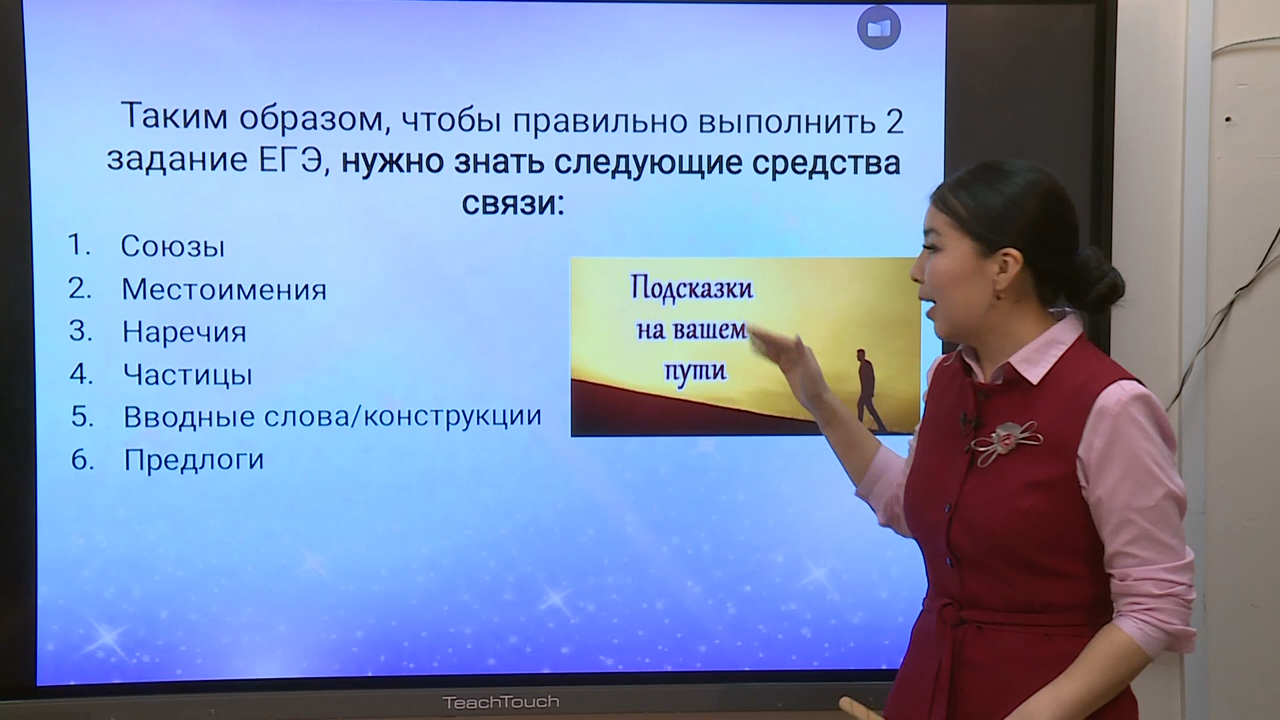 Таким образом, чтобы правильно выполнить 2
задание ЕГЭ, нужно знать следующие средства
связи:
1. Союзы
2. Местоимения
3. Наречия
4. Частицы
5. Вводные слова/конструкции
6. Предлоги
Подсказки
на вашем
пути
TeachTouch